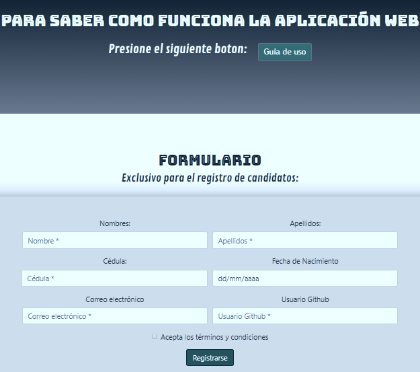 PARA SABER COMO FUNCIONA LA APLICACIÓN WEB
Presione el siguiente boton: Guia de uso
FORMULARIO
Exclusivo para el registro de candidatos:
Nombres: Apellidos:
Nombre * Apellidos *
Cédula: Fecha de Nacimiento
Cédula * dd/mm/aaaa
Correo electrónico Usuario Github
Correo electrónico * Usuario Github *
Acepta los términos y condiciones
Registrarse